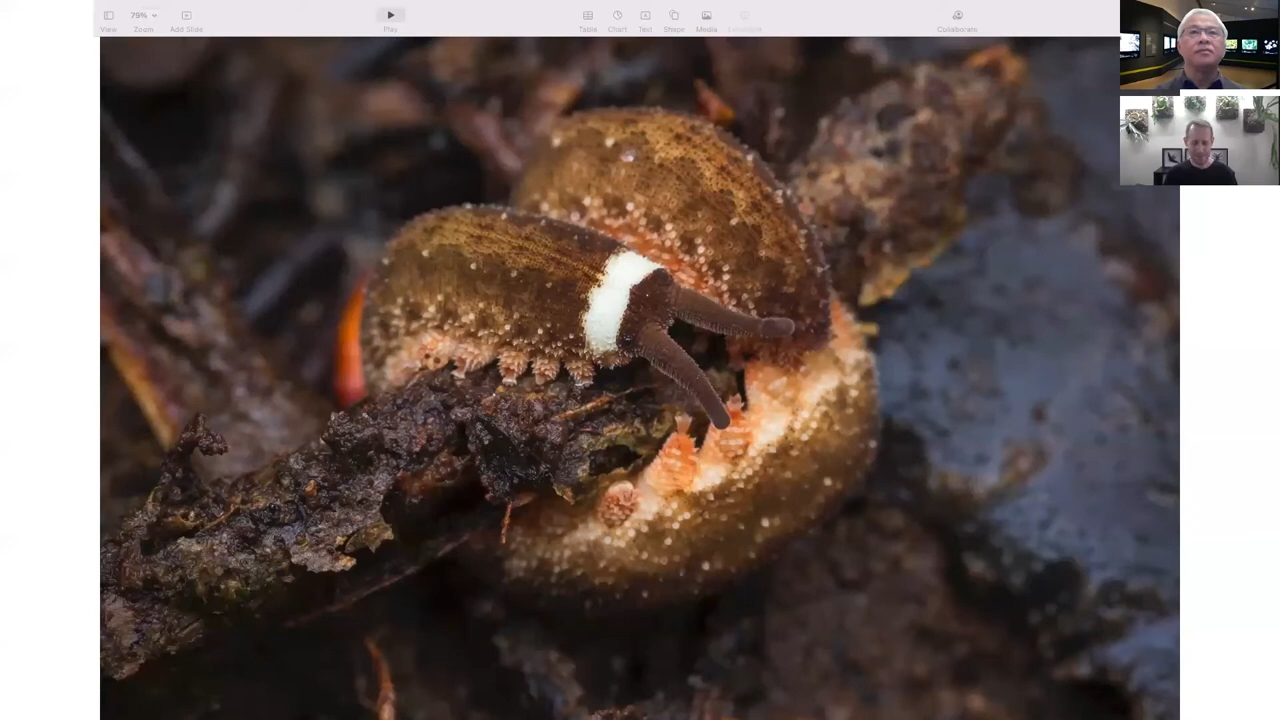 79%
View
Zoom
Add Slide
Play
Table
Chart
Text
Shape
Media
Collaborate